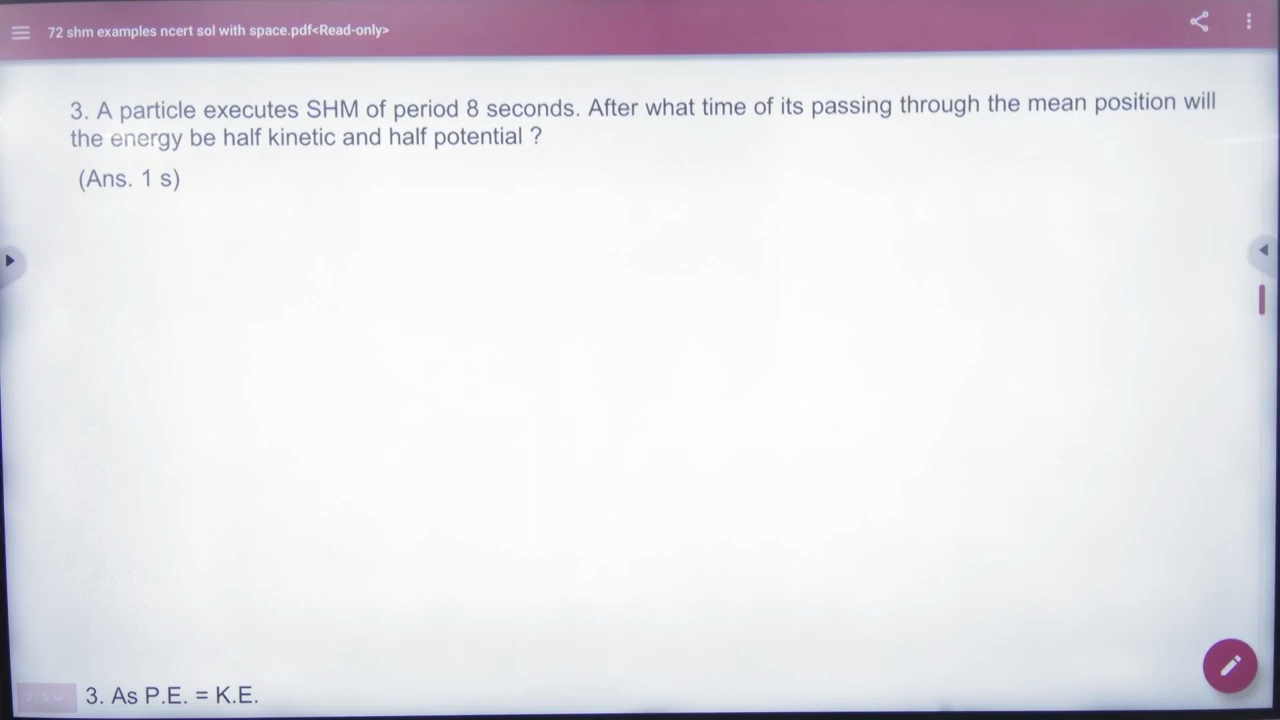 72 shm examples ncert sol with space.pdf<Read-only>
3. A particle executes SHM of period 8 seconds. After what time of its passing through the mean position will
the energy be half kinetic and half potential ?
(Ans. 1 s)
2/5
3. As P.E. = K.E.